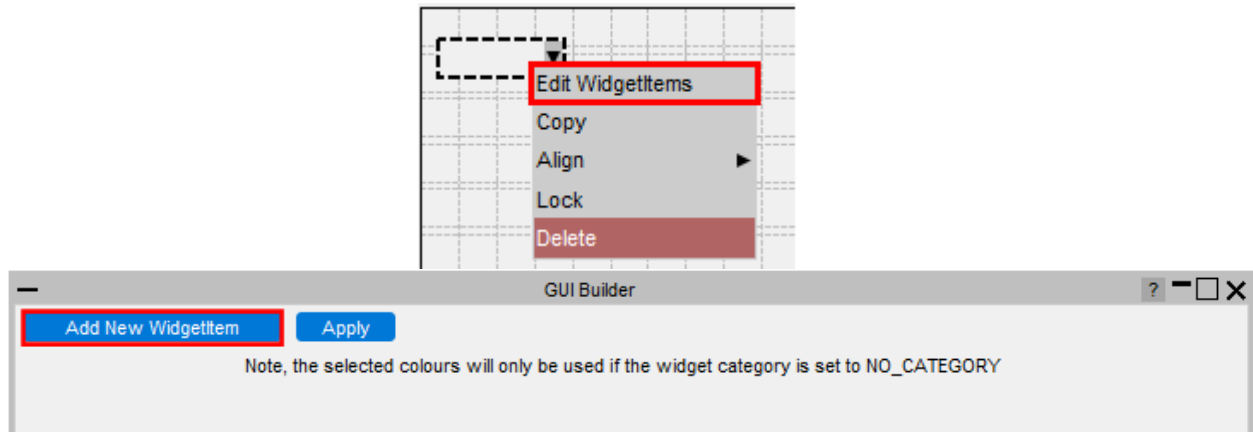 Edit WidgetItems
Copy
Align
Lock
Delete
GUI Builder
?
Add New WidgetItem
Apply
Note, the selected colours will only be used if the widget category is set to NO_CATEGORY